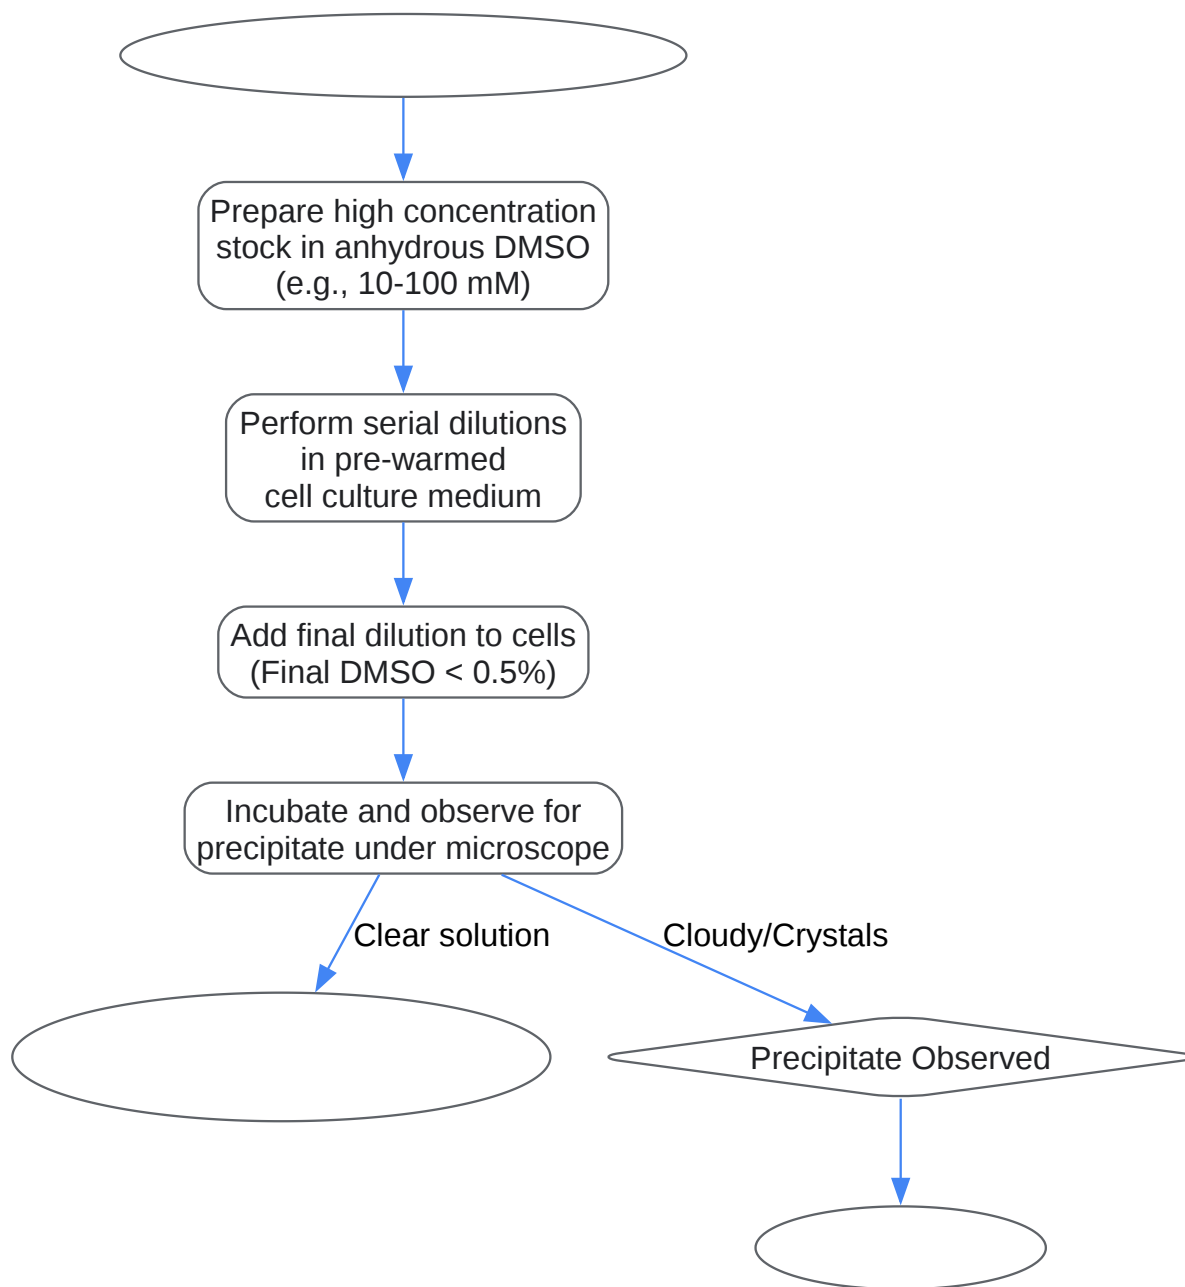 Prepare high concentration
stock in anhydrous DMSO
(e.g., 10-100 mM)
Perform serial dilutions
in pre-warmed
cell culture medium
Add final dilution to cells
(Final DMSO < 0.5%)
Incubate and observe for
precipitate under microscope
Clear solution
Cloudy/Crystals
Precipitate Observed